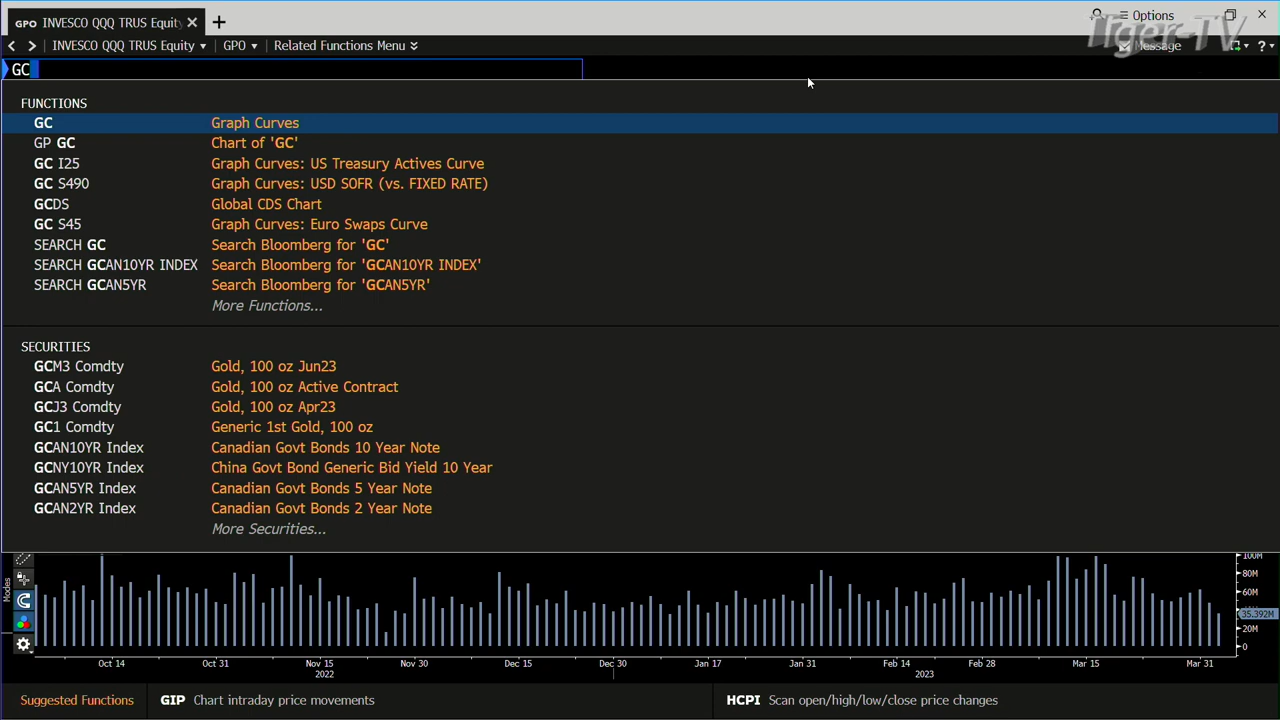 GPO INVESCO QQQ TRUS Equity
Options
INVESCO QQQ TRUS Equity GPO Related Functions Menu
Message
Tiger-TV
GC
FUNCTIONS
GC Graph Curves
GP GC Chart of 'GC'
GC I25 Graph Curves: US Treasury Actives Curve
GC S490 Graph Curves: USD SOFR (vs. FIXED RATE)
GCDS Global CDS Chart
GC S45 Graph Curves: Euro Swaps Curve
SEARCH GC Search Bloomberg for 'GC'
SEARCH GCAN10YR INDEX Search Bloomberg for 'GCAN10YR INDEX'
SEARCH GCAN5YR Search Bloomberg for 'GCAN5YR'
More Functions...
SECURITIES
GCM3 Comdty Gold, 100 oz Jun23
GCA Comdty Gold, 100 oz Active Contract
GCJ3 Comdty Gold, 100 oz Apr23
GC1 Comdty Generic 1st Gold, 100 oz
GCAN10YR Index Canadian Govt Bonds 10 Year Note
GCNY10YR Index China Govt Bond Generic Bid Yield 10 Year
GCAN5YR Index Canadian Govt Bonds 5 Year Note
GCAN2YR Index Canadian Govt Bonds 2 Year Note
More Securities...
Modes
100M
80M
60M
35.392M
20M
0
Oct 14 Oct 31 Nov 15 Nov 30 Dec 15 Dec 30 Jan 17 Jan 31 Feb 14 Feb 28 Mar 15 Mar 31
2022 2023
Suggested Functions GIP Chart intraday price movements HCPI Scan open/high/low/close price changes